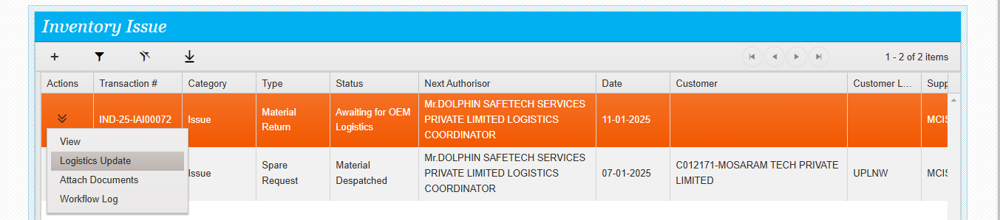 Inventory Issue
1 - 2 of 2 items
Actions Transaction # Category Type Status Next Authorisor Date Customer Customer L... Supp
IND-25-IAI00072 Issue Material Return Awaiting for OEM Logistics Mr.DOLPHIN SAFETECH SERVICES PRIVATE LIMITED LOGISTICS COORDINATOR 11-01-2025 MCIS
View
Logistics Update
Attach Documents
Workflow Log
Issue Spare Request Material Despatched Mr.DOLPHIN SAFETECH SERVICES PRIVATE LIMITED LOGISTICS COORDINATOR 07-01-2025 C012171-MOSARAM TECH PRIVATE LIMITED UPLNW MCIS